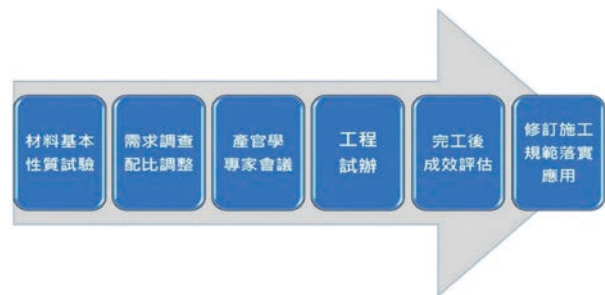 材料基本
性質試驗
需求調查
配比調整
產官學
專家會議
工程
試辦
完工後
成效評估
修訂施工
規範落實
應用